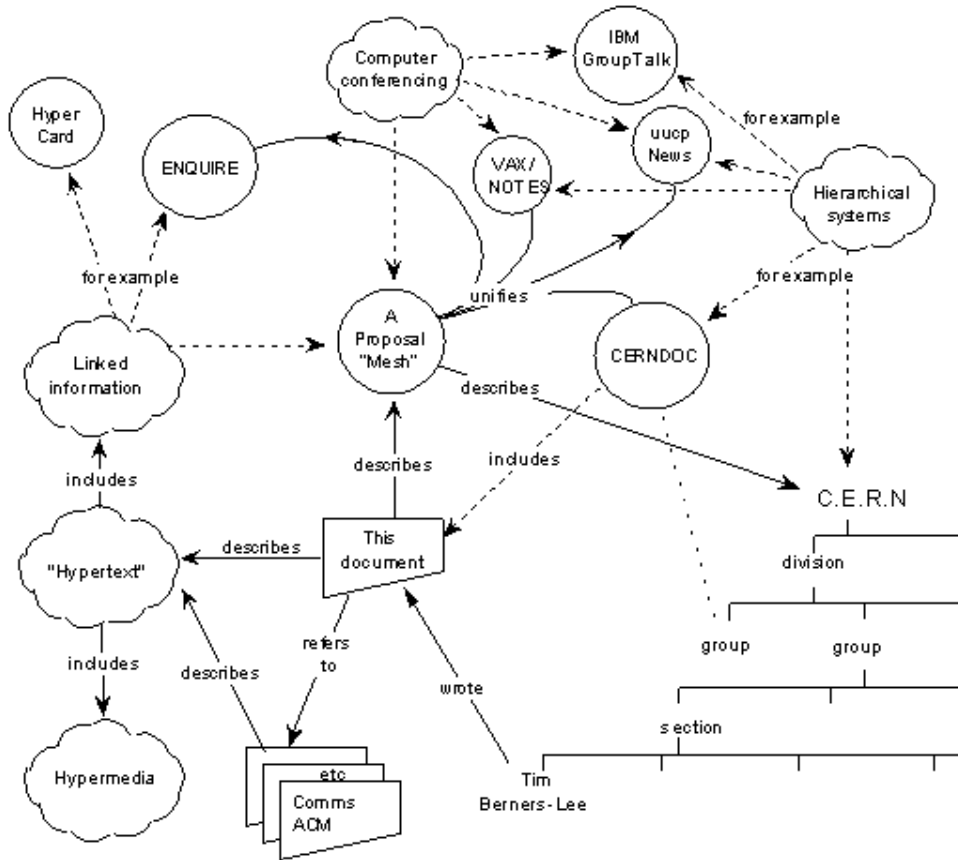 IBM
GroupTalk
Computer
conferencing
Hyper
Card
for example
uucp
News
ENQUIRE
VAX/
NOTES
Hierarchical
systems
for example
for example
unifies
A
Proposal
"Mesh"
CERNDOC
Linked
information
describes
includes
describes
includes
C.E.R.N
This
document
describes
division
"Hypertext"
refers
to
group
group
includes
describes
wrote
section
Hypermedia
etc
Comms
ACM
Tim
Berners-Lee